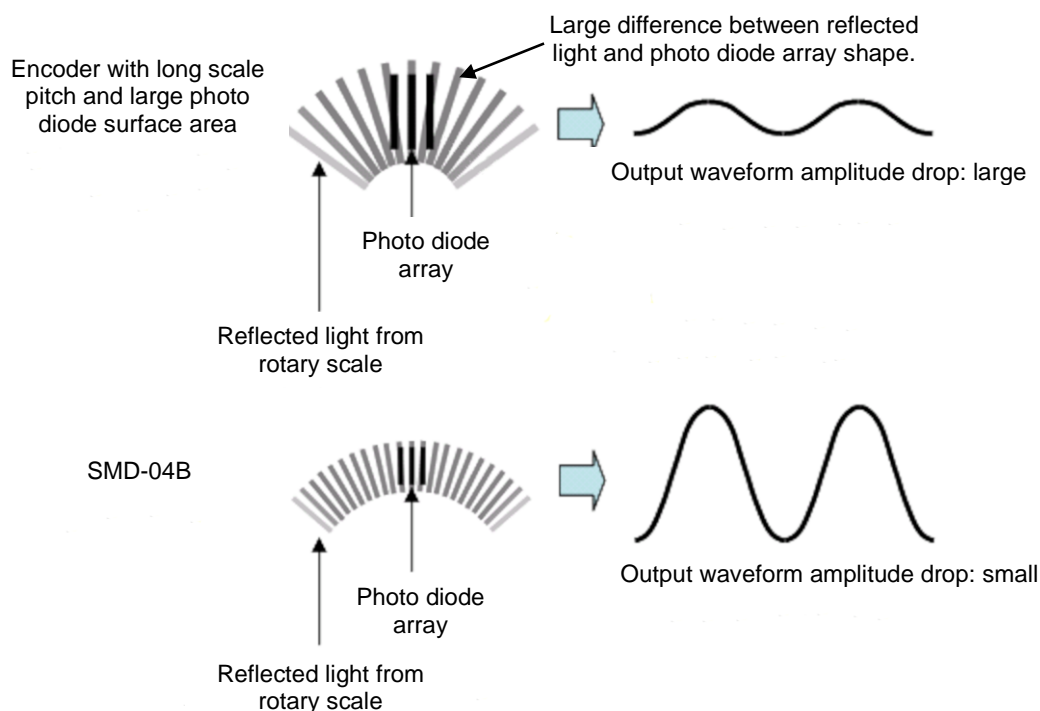 Large difference between reflected
light and photo diode array shape.
Encoder with long scale
pitch and large photo
diode surface area
Output waveform amplitude drop: large
Photo diode
array
Reflected light from
rotary scale
SMD-04B
Output waveform amplitude drop: small
Photo diode
array
Reflected light from
rotary scale